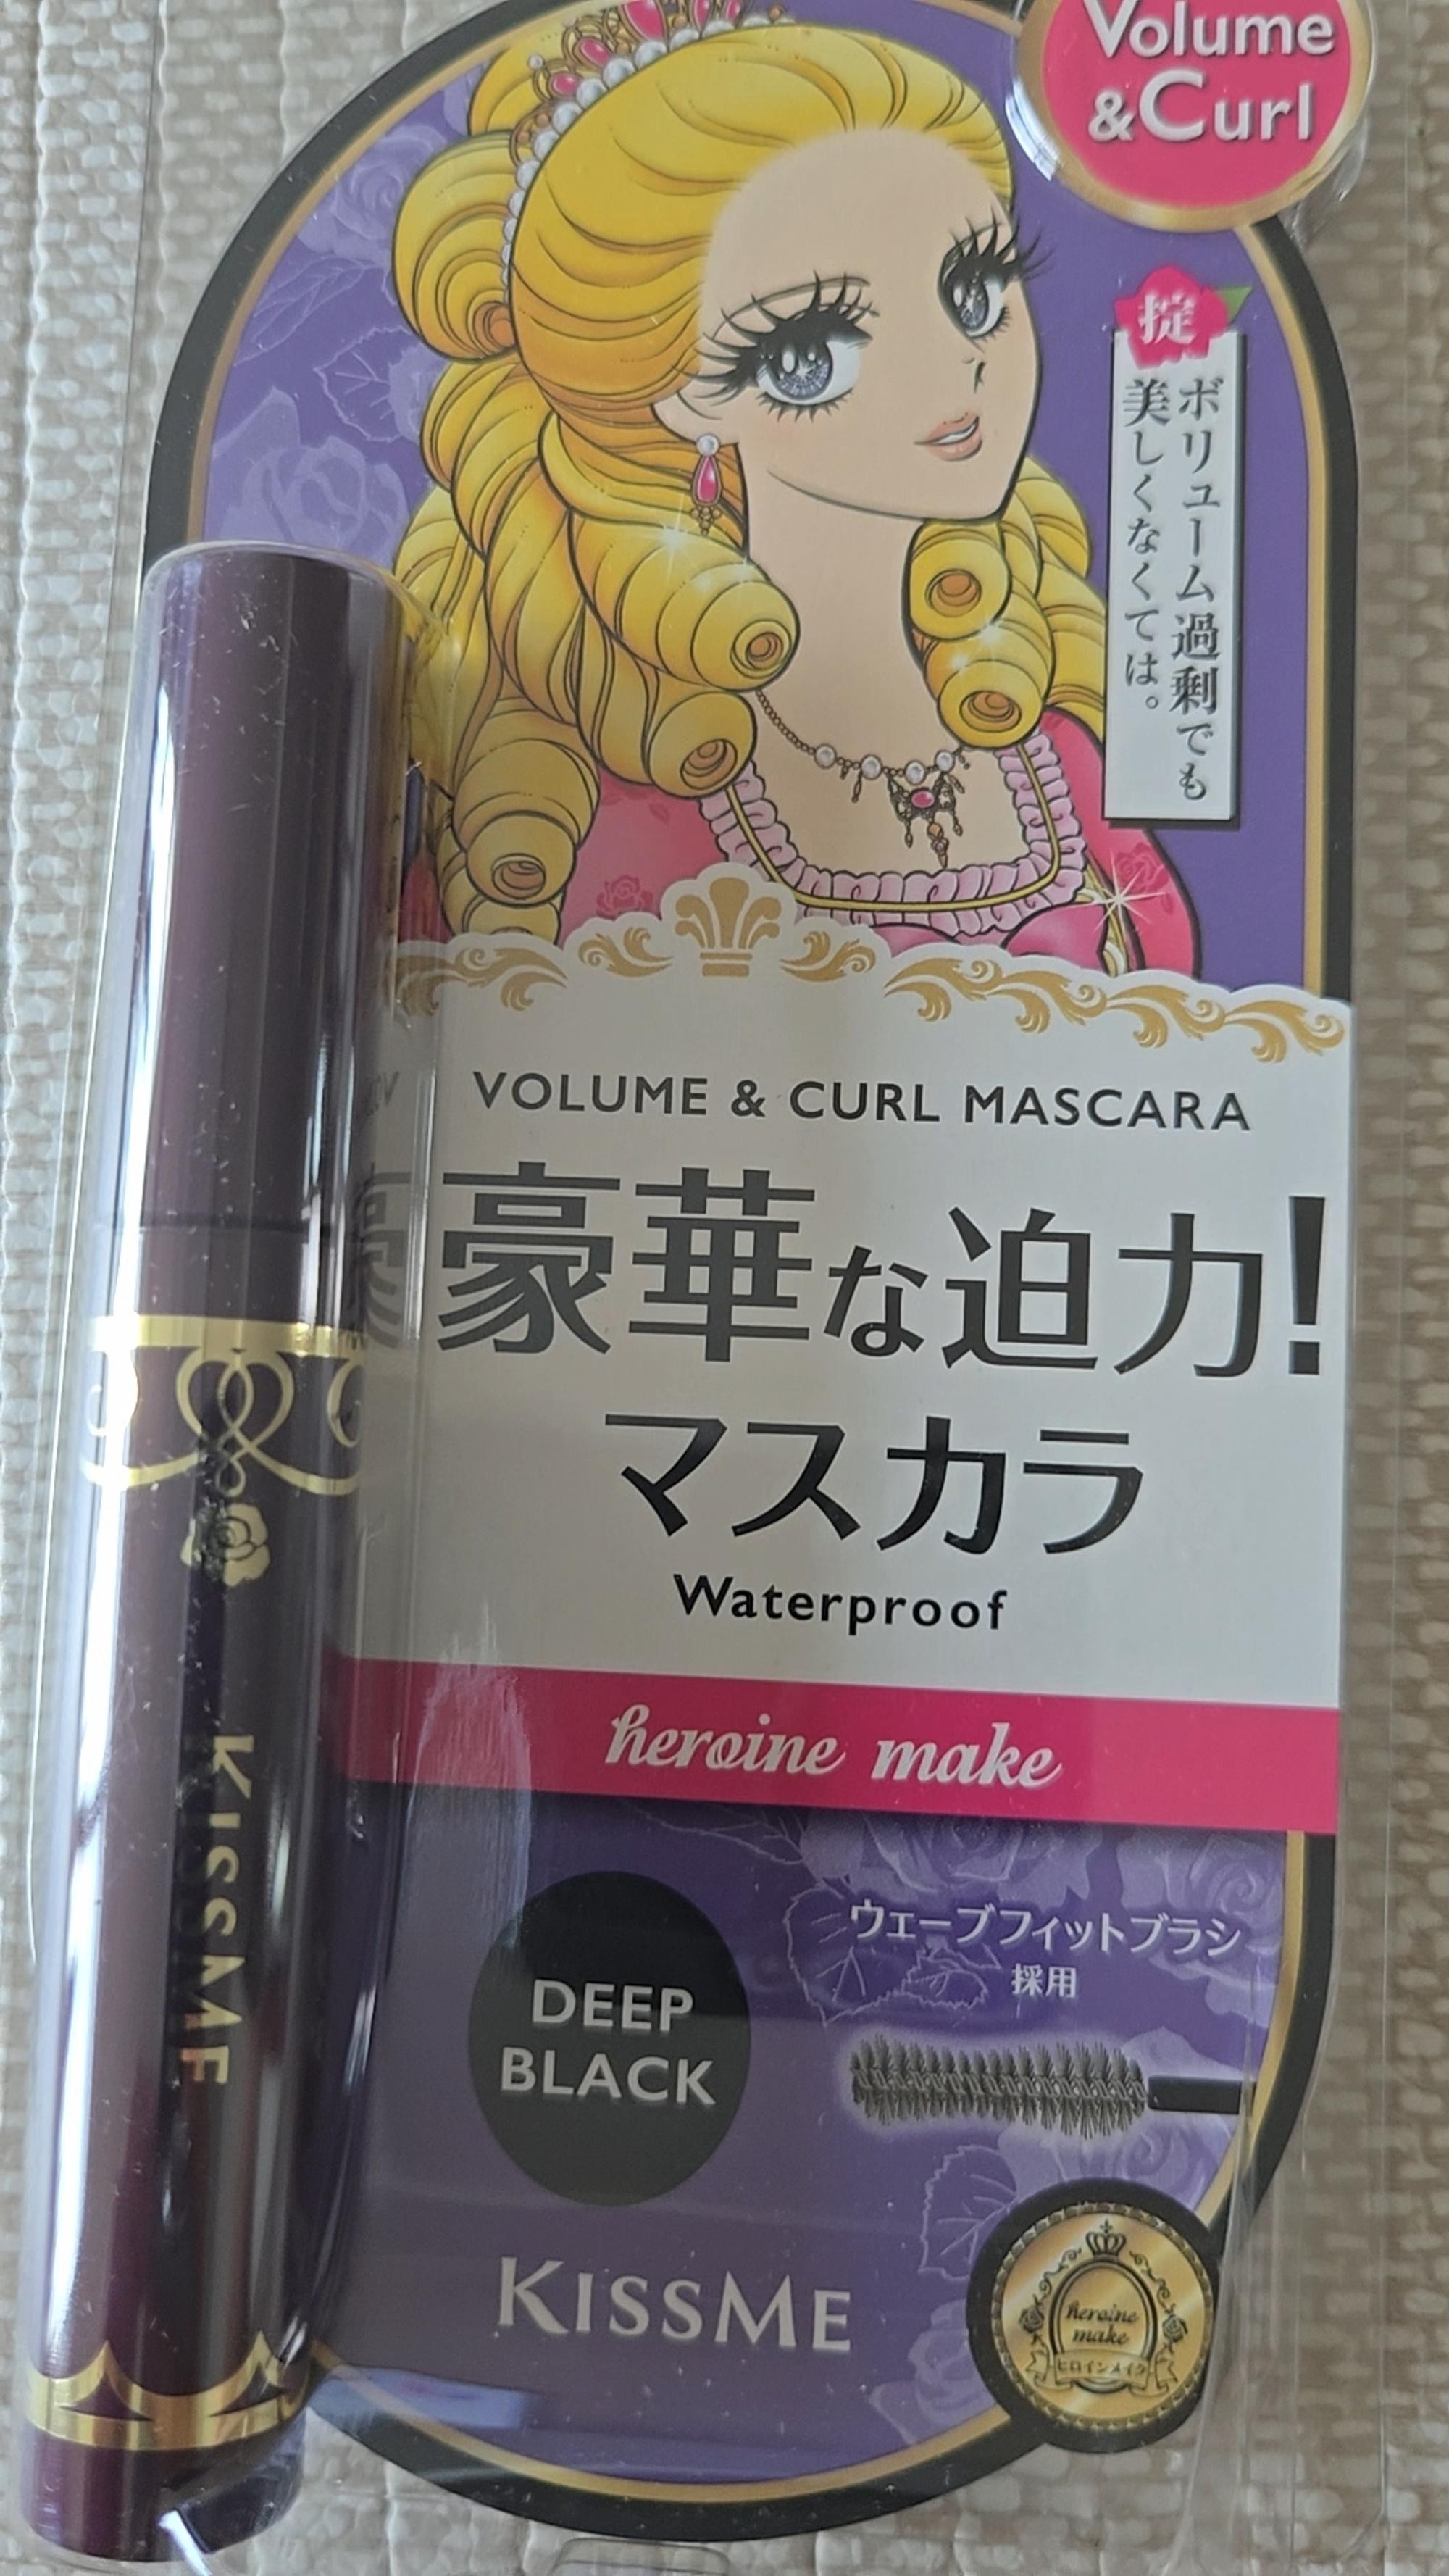 Volume
&Curl
掟
ボリューム過剰でも
美しくなくては。
VOLUME & CURL MASCARA
豪華な迫力!
マスカラ
Waterproof
heroine make
ウェーブフィットブラシ
採用
DEEP
BLACK
KISSME
KISSME
heroine
make
ヒロインメイク